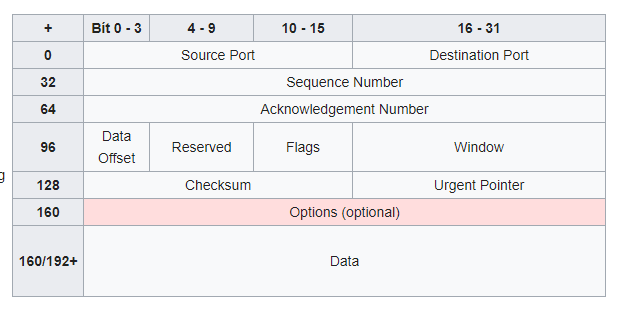 + Bit 0 - 3 4 - 9 10 - 15 16 - 31
0 Source Port Destination Port
32 Sequence Number
64 Acknowledgement Number
96 Data Offset Reserved Flags Window
128 Checksum Urgent Pointer
160 Options (optional)
160/192+ Data
g